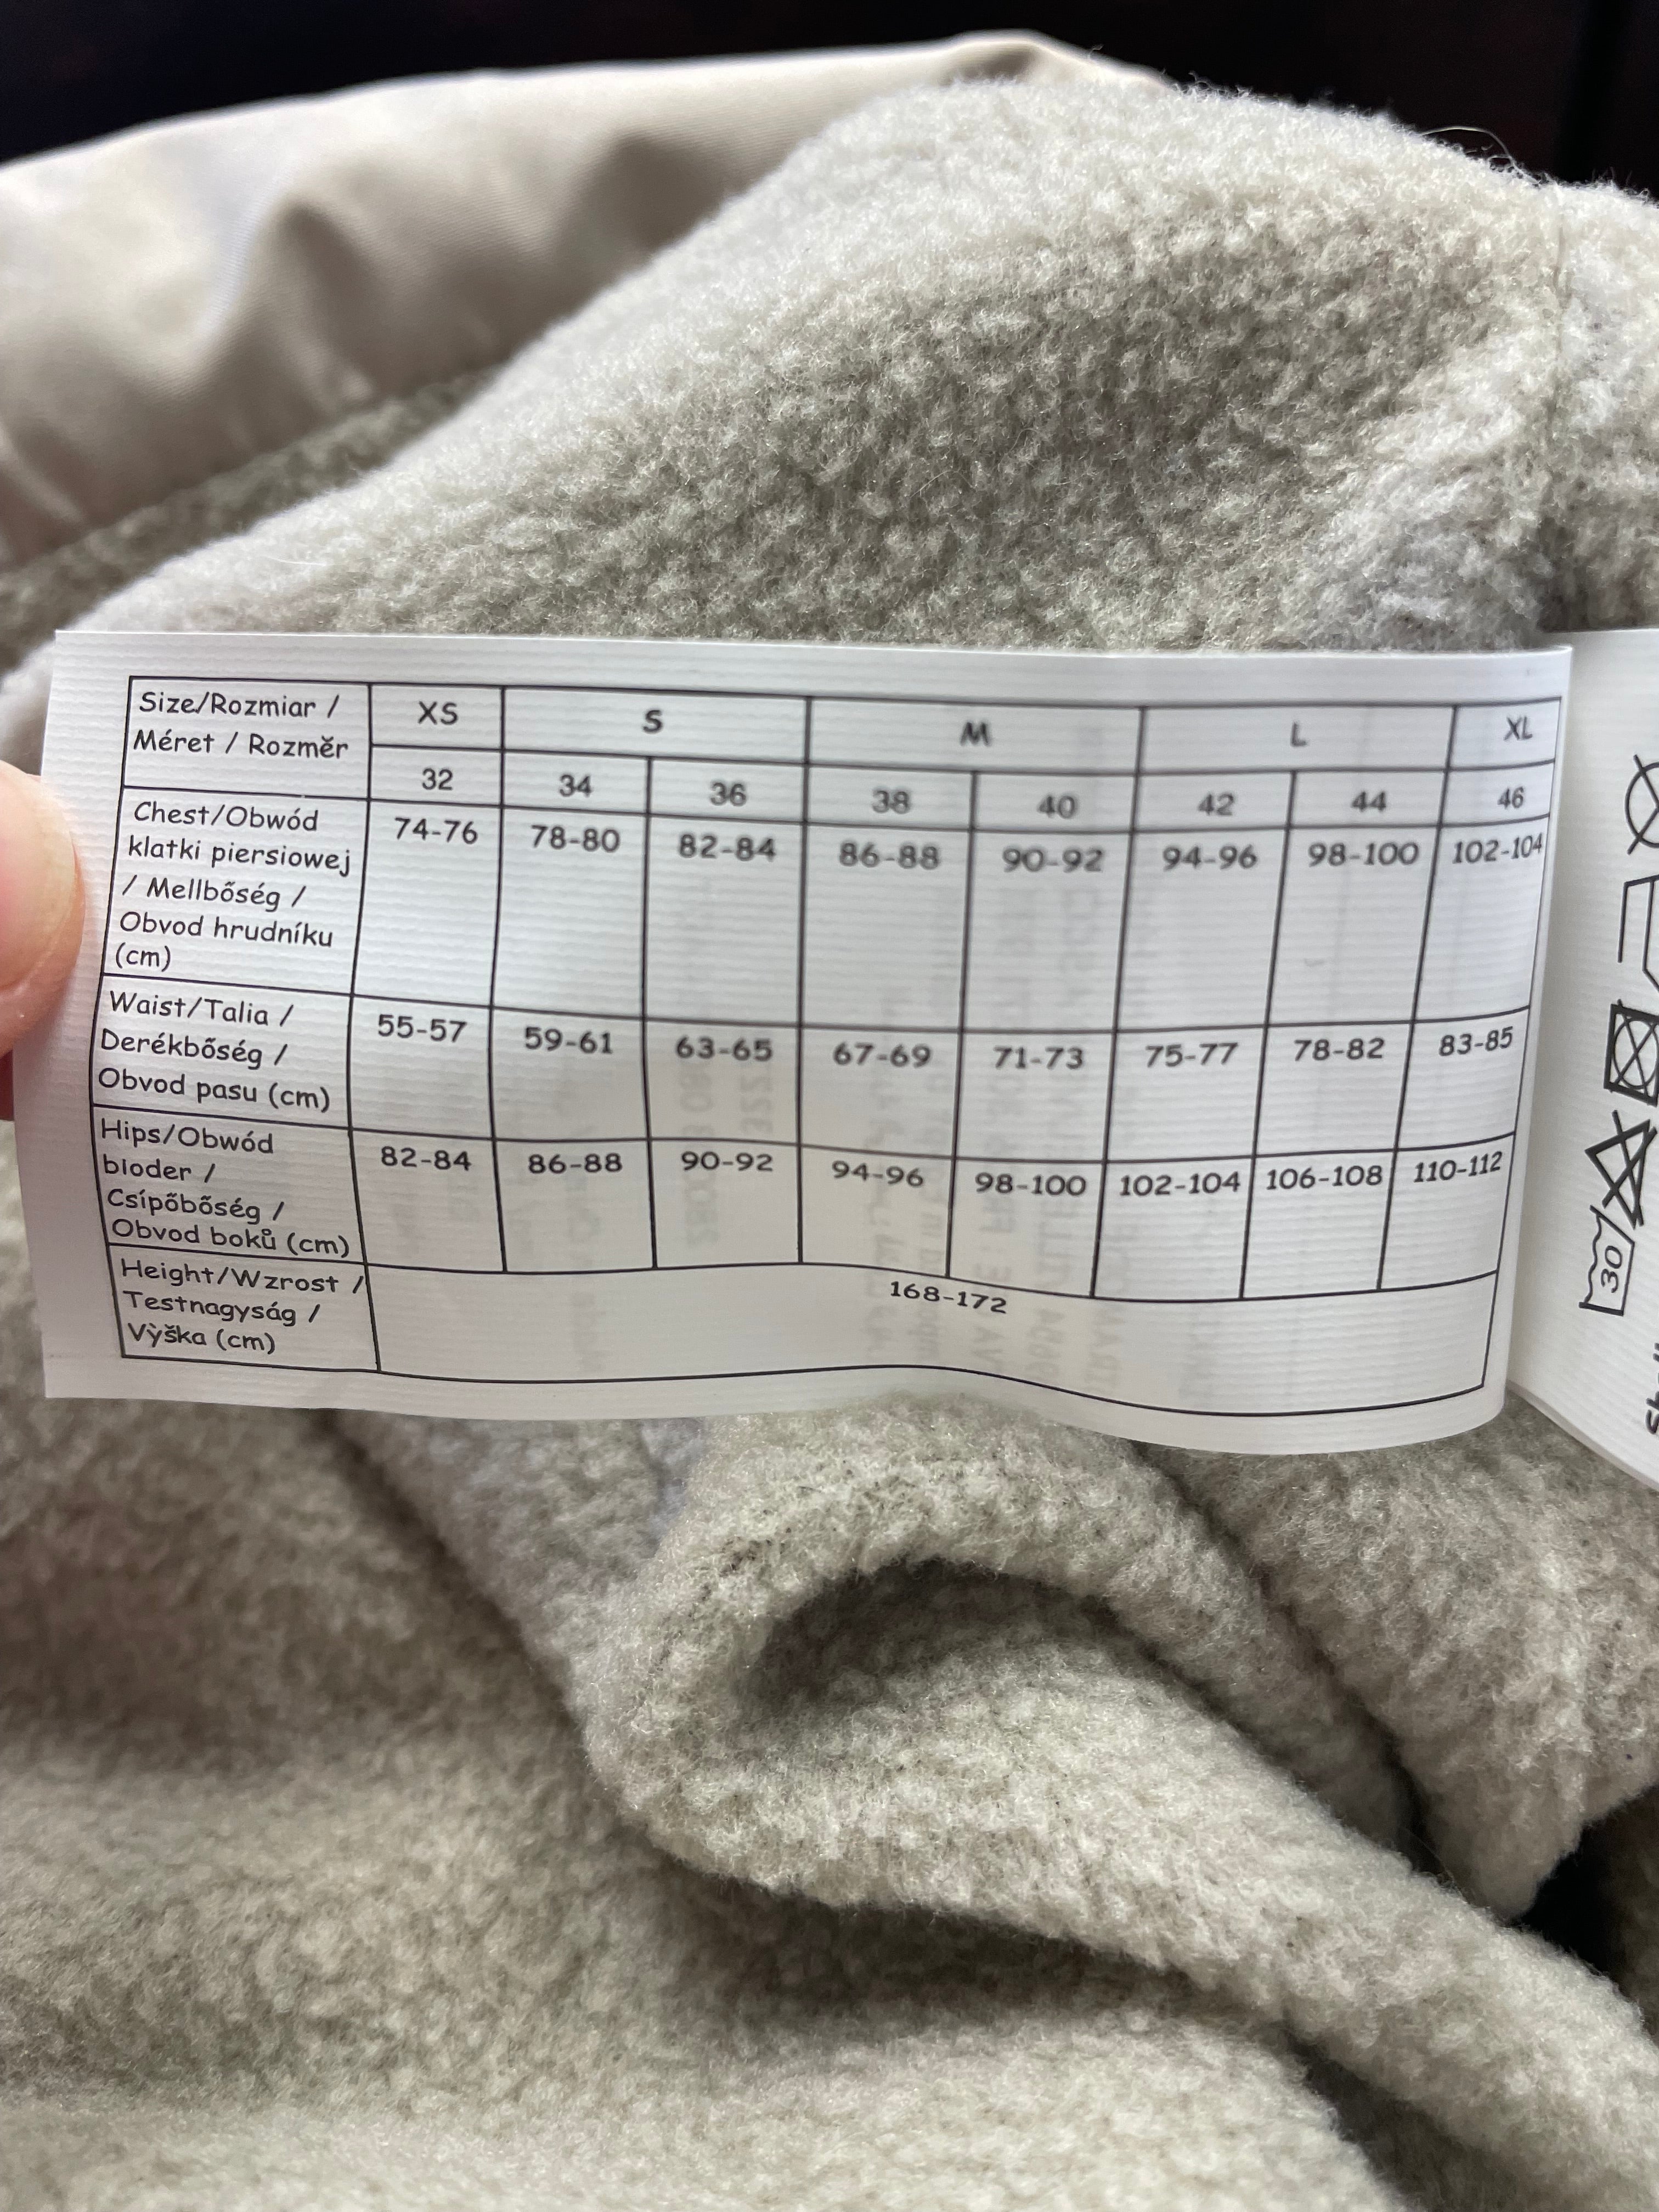 Size/Rozmiar / XS S M L XL
Méret / Rozměr
32 34 36 38 40 42 44 46
Chest/Obwód 74-76 78-80 82-84 86-88 90-92 94-96 98-100 102-104
klatki piersiowej
/ Mellbőség /
Obvod hrudníku
(cm)
Waist/Talia / 55-57 59-61 63-65 67-69 71-73 75-77 78-82 83-85
Derékbőség /
Obvod pasu (cm)
Hips/Obwód 82-84 86-88 90-92 94-96 98-100 102-104 106-108 110-112
bloder /
Csípőbőség /
Obvod boků (cm)
Height/Wzrost / 168-172
Testnagyság /
Vỳška (cm)
30